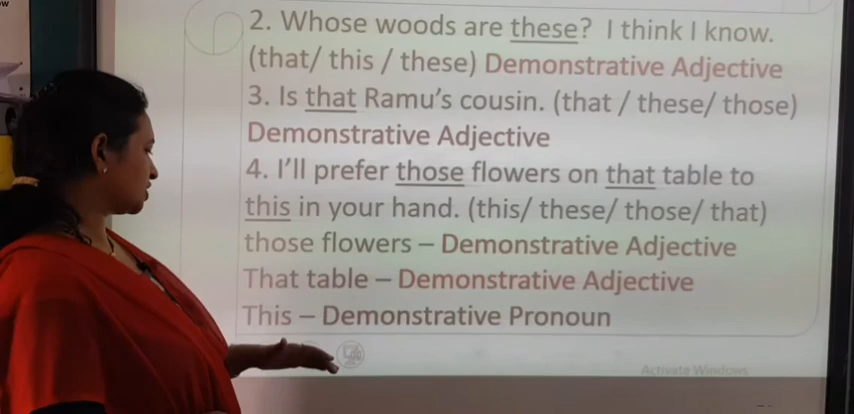 2. Whose woods are these? I think I know.
(that/ this / these) Demonstrative Adjective
3. Is that Ramu's cousin. (that / these/ those)
Demonstrative Adjective
4. I'll prefer those flowers on that table to
this in your hand. (this/ these/ those/ that)
those flowers – Demonstrative Adjective
That table – Demonstrative Adjective
This – Demonstrative Pronoun
Activate Windows